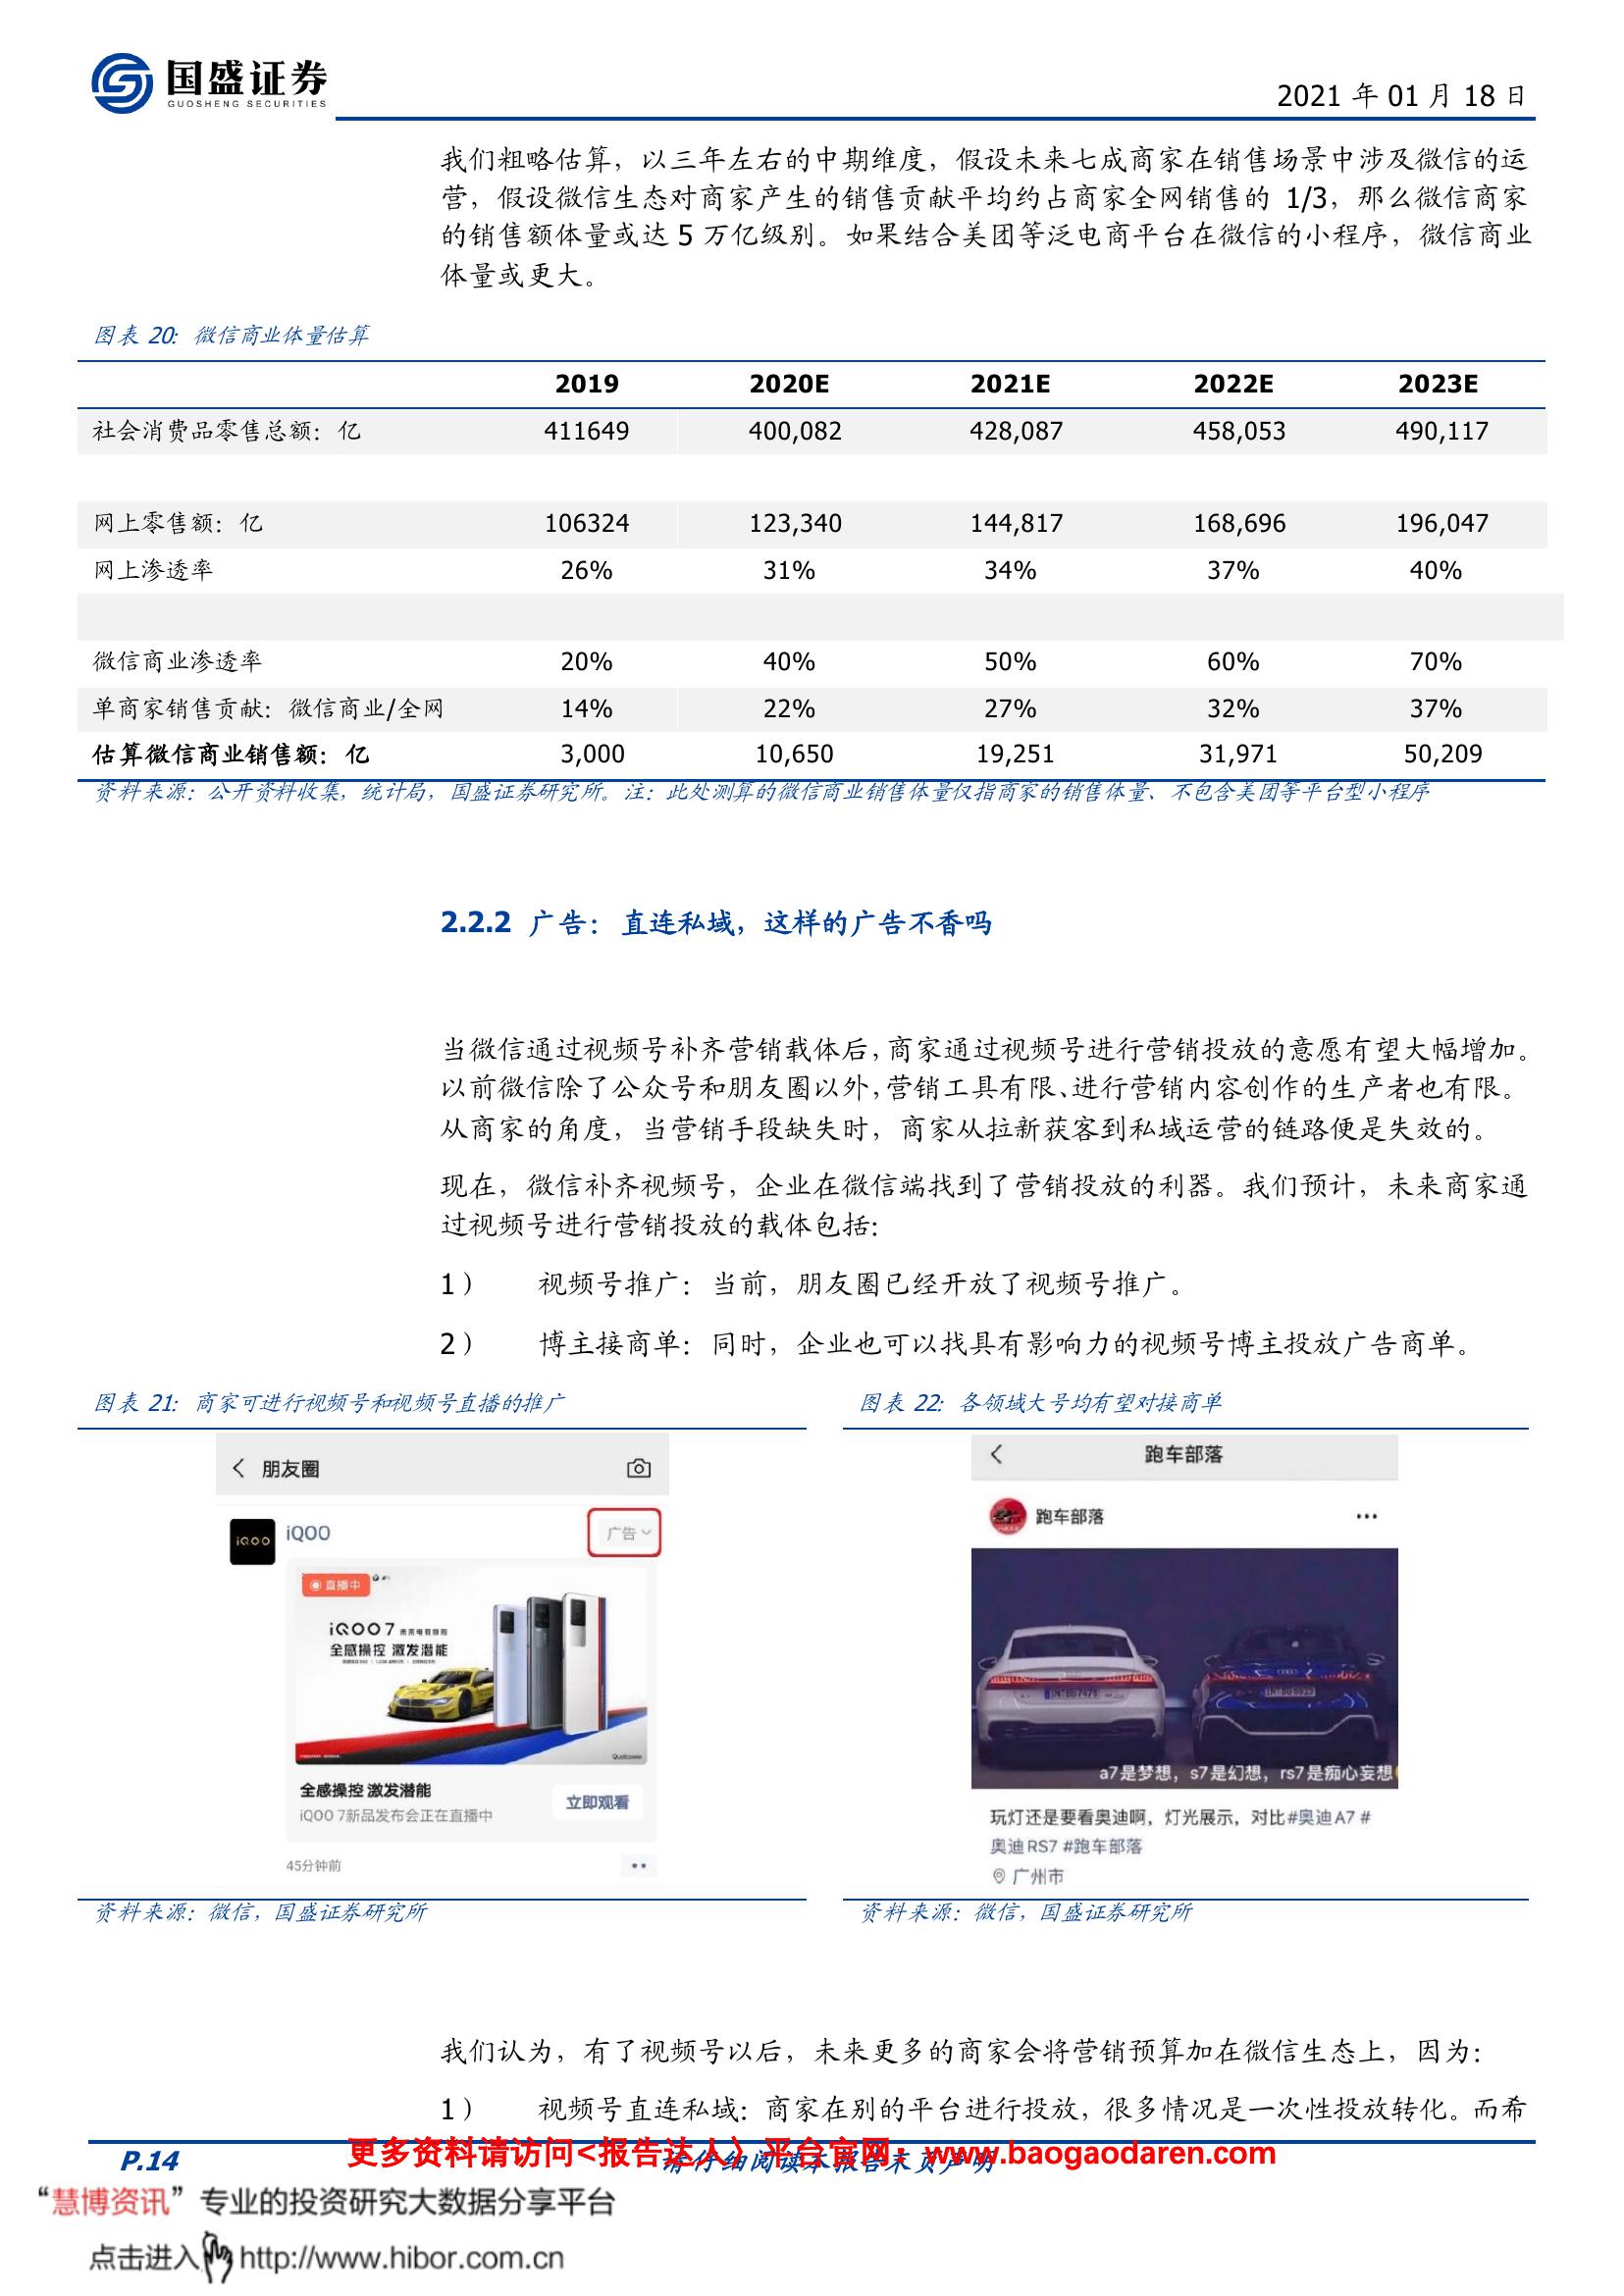 国盛证券
GUOSHENG SECURITIES
2021 年 01 月 18 日
我们粗略估算，以三年左右的中期维度，假设未来七成商家在销售场景中涉及微信的运
营，假设微信生态对商家产生的销售贡献平均约占商家全网销售的 1/3，那么微信商家
的销售额体量或达 5 万亿级别。如果结合美团等泛电商平台在微信的小程序，微信商业
体量或更大。
图表 20：微信商业体量估算
2019 2020E 2021E 2022E 2023E
社会消费品零售总额：亿 411649 400,082 428,087 458,053 490,117
网上零售额：亿 106324 123,340 144,817 168,696 196,047
网上渗透率 26% 31% 34% 37% 40%
微信商业渗透率 20% 40% 50% 60% 70%
单商家销售贡献：微信商业/全网 14% 22% 27% 32% 37%
估算微信商业销售额：亿 3,000 10,650 19,251 31,971 50,209
资料来源：公开资料收集，统计局，国盛证券研究所。注：此处测算的微信商业销售体量仅指商家的销售体量、不包含美团等平台型小程序
2.2.2 广告： 直连私域，这样的广告不香吗
当微信通过视频号补齐营销载体后，商家通过视频号进行营销投放的意愿有望大幅增加。
以前微信除了公众号和朋友圈以外，营销工具有限、进行营销内容创作的生产者也有限。
从商家的角度，当营销手段缺失时，商家从拉新获客到私域运营的链路便是失效的。
现在，微信补齐视频号，企业在微信端找到了营销投放的利器。我们预计，未来商家通
过视频号进行营销投放的载体包括：
1） 视频号推广：当前，朋友圈已经开放了视频号推广。
2） 博主接商单：同时，企业也可以找具有影响力的视频号博主投放广告商单。
图表 21：商家可进行视频号和视频号直播的推广
朋友圈
iQOO
iQOO
广告
直播中
iQOO 7
全感操控 激发潜能
Qualcomm
全感操控 激发潜能
iQOO 7新品发布会正在直播中
立即观看
45分钟前
资料来源：微信，国盛证券研究所
图表 22：各领域大号均有望对接商单
跑车部落
跑车部落
a7是梦想，s7是幻想，rs7是痴心妄想
玩灯还是要看奥迪啊，灯光展示，对比#奥迪A7 #
奥迪RS7 #跑车部落
广州市
资料来源：微信，国盛证券研究所
我们认为，有了视频号以后，未来更多的商家会将营销预算加在微信生态上，因为：
1） 视频号直连私域：商家在别的平台进行投放，很多情况是一次性投放转化。而希
更多资料请访问<报告达人》平台官网：www.baogaodaren.com
P.14 请仔细阅读本报告末页声明
“慧博资讯”专业的投资研究大数据分享平台
点击进入 http://www.hibor.com.cn